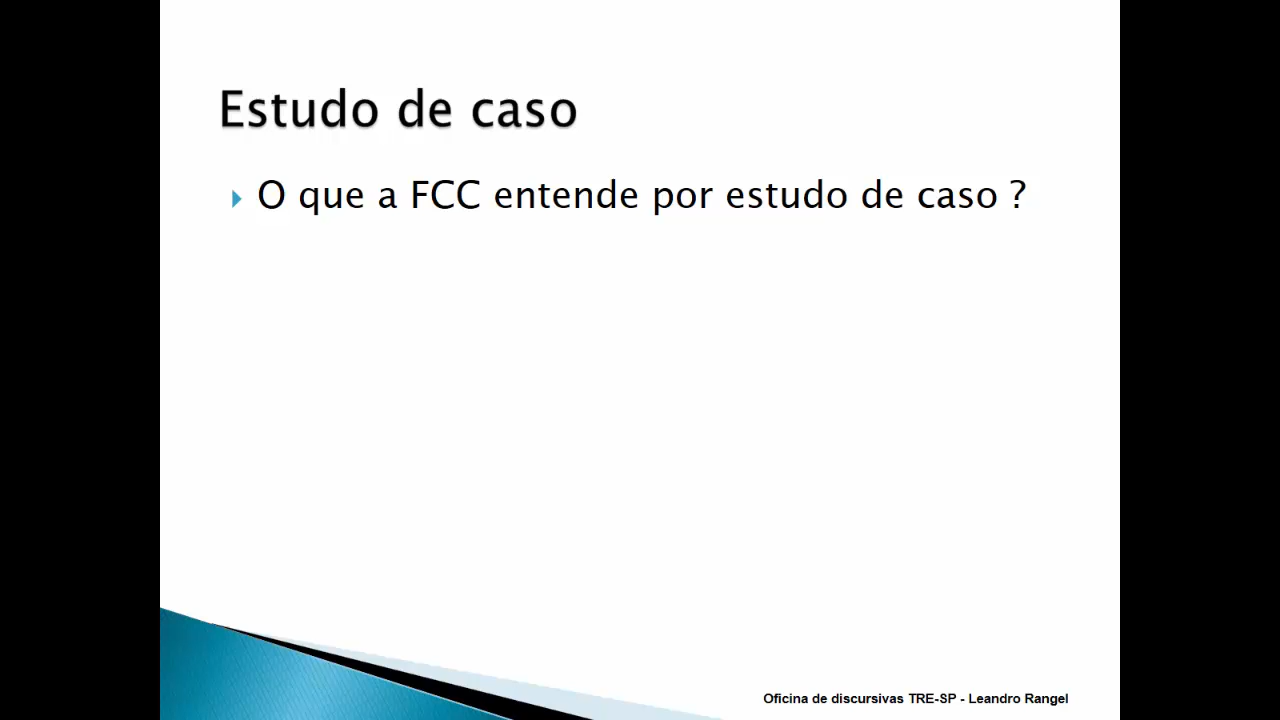 Estudo de caso
O que a FCC entende por estudo de caso ?
Oficina de discursivas TRE-SP - Leandro Rangel